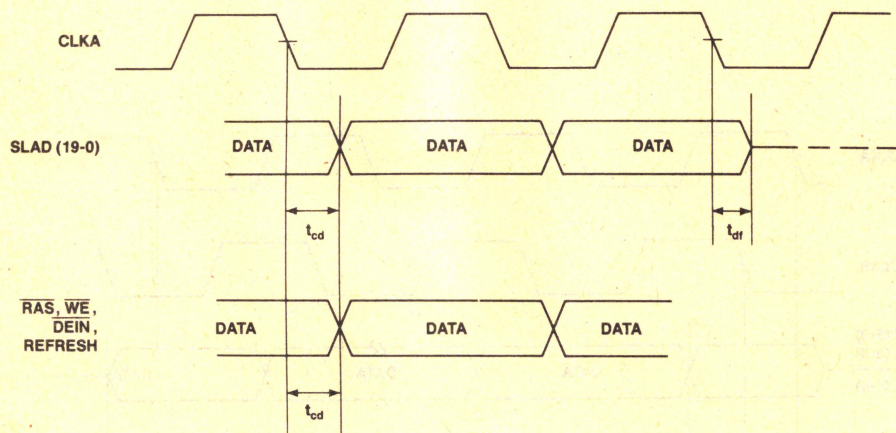 CLKA
SLAD (19-0)
DATA
DATA
DATA
t_cd
t_df
RAS, WE,
DEIN,
REFRESH
DATA
DATA
DATA
t_cd